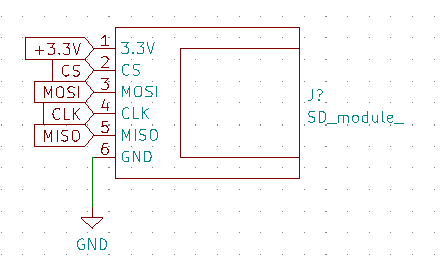 +3.3V 1 3.3V
CS 2 CS
MOSI 3 MOSI
CLK 4 CLK
MISO 5 MISO
6 GND
J?
SD_module_
GND